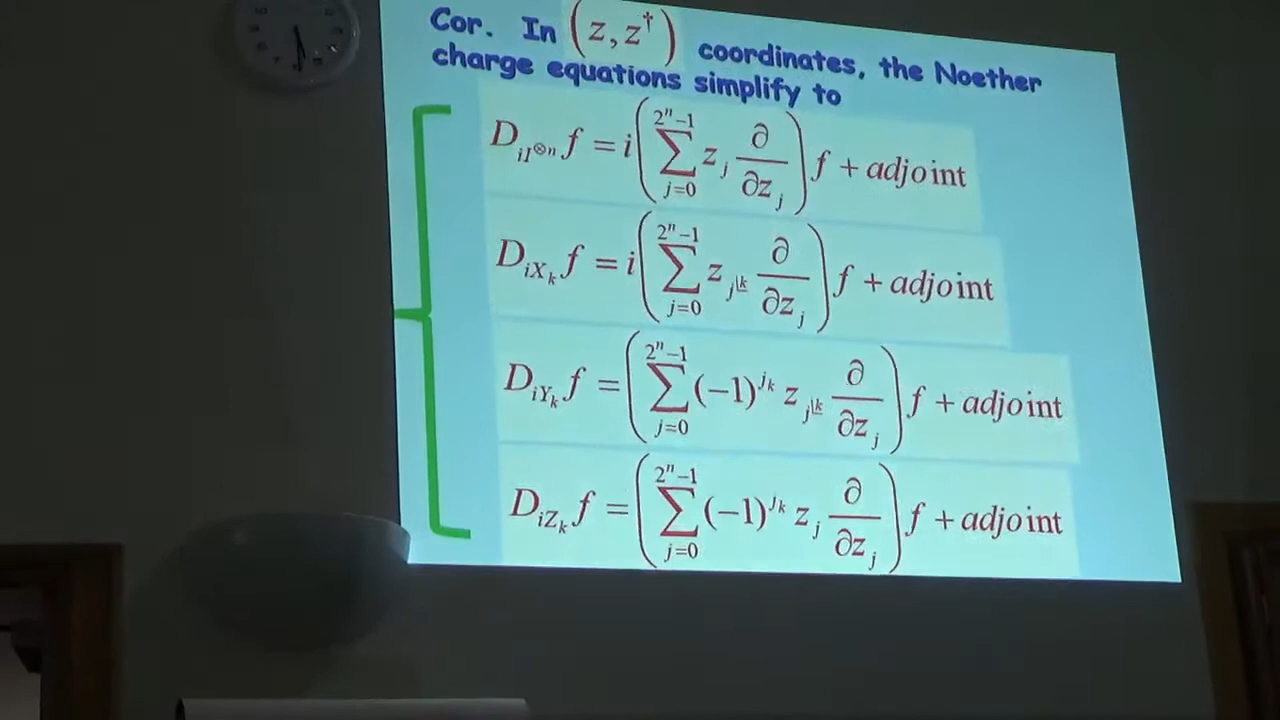 Cor. In (z, z†) coordinates, the Noether
charge equations simplify to
D_{iI^{⊗n}} f = i(∑_{j=0}^{2^n−1} z_j ∂/∂z_j) f + adjoint
D_{iX_k} f = i(∑_{j=0}^{2^n−1} z_{j|k̲} ∂/∂z_j) f + adjoint
D_{iY_k} f = (∑_{j=0}^{2^n−1} (−1)^{j_k} z_{j|k̲} ∂/∂z_j) f + adjoint
D_{iZ_k} f = (∑_{j=0}^{2^n−1} (−1)^{j_k} z_j ∂/∂z_j) f + adjoint